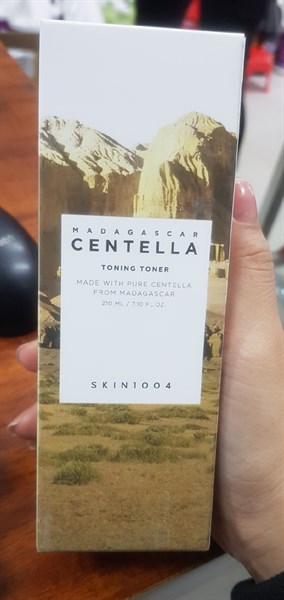 MADAGASCAR
CENTELLA
TONING TONER
MADE WITH PURE CENTELLA
FROM MADAGASCAR
210 ML / 7.10 FL.OZ.
SKIN1004